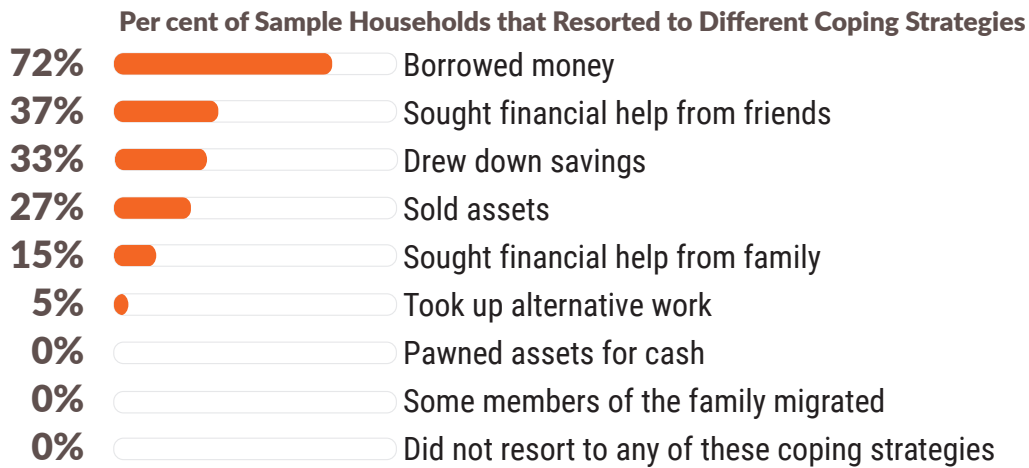 Per cent of Sample Households that Resorted to Different Coping Strategies
72% Borrowed money
37% Sought financial help from friends
33% Drew down savings
27% Sold assets
15% Sought financial help from family
5% Took up alternative work
0% Pawned assets for cash
0% Some members of the family migrated
0% Did not resort to any of these coping strategies